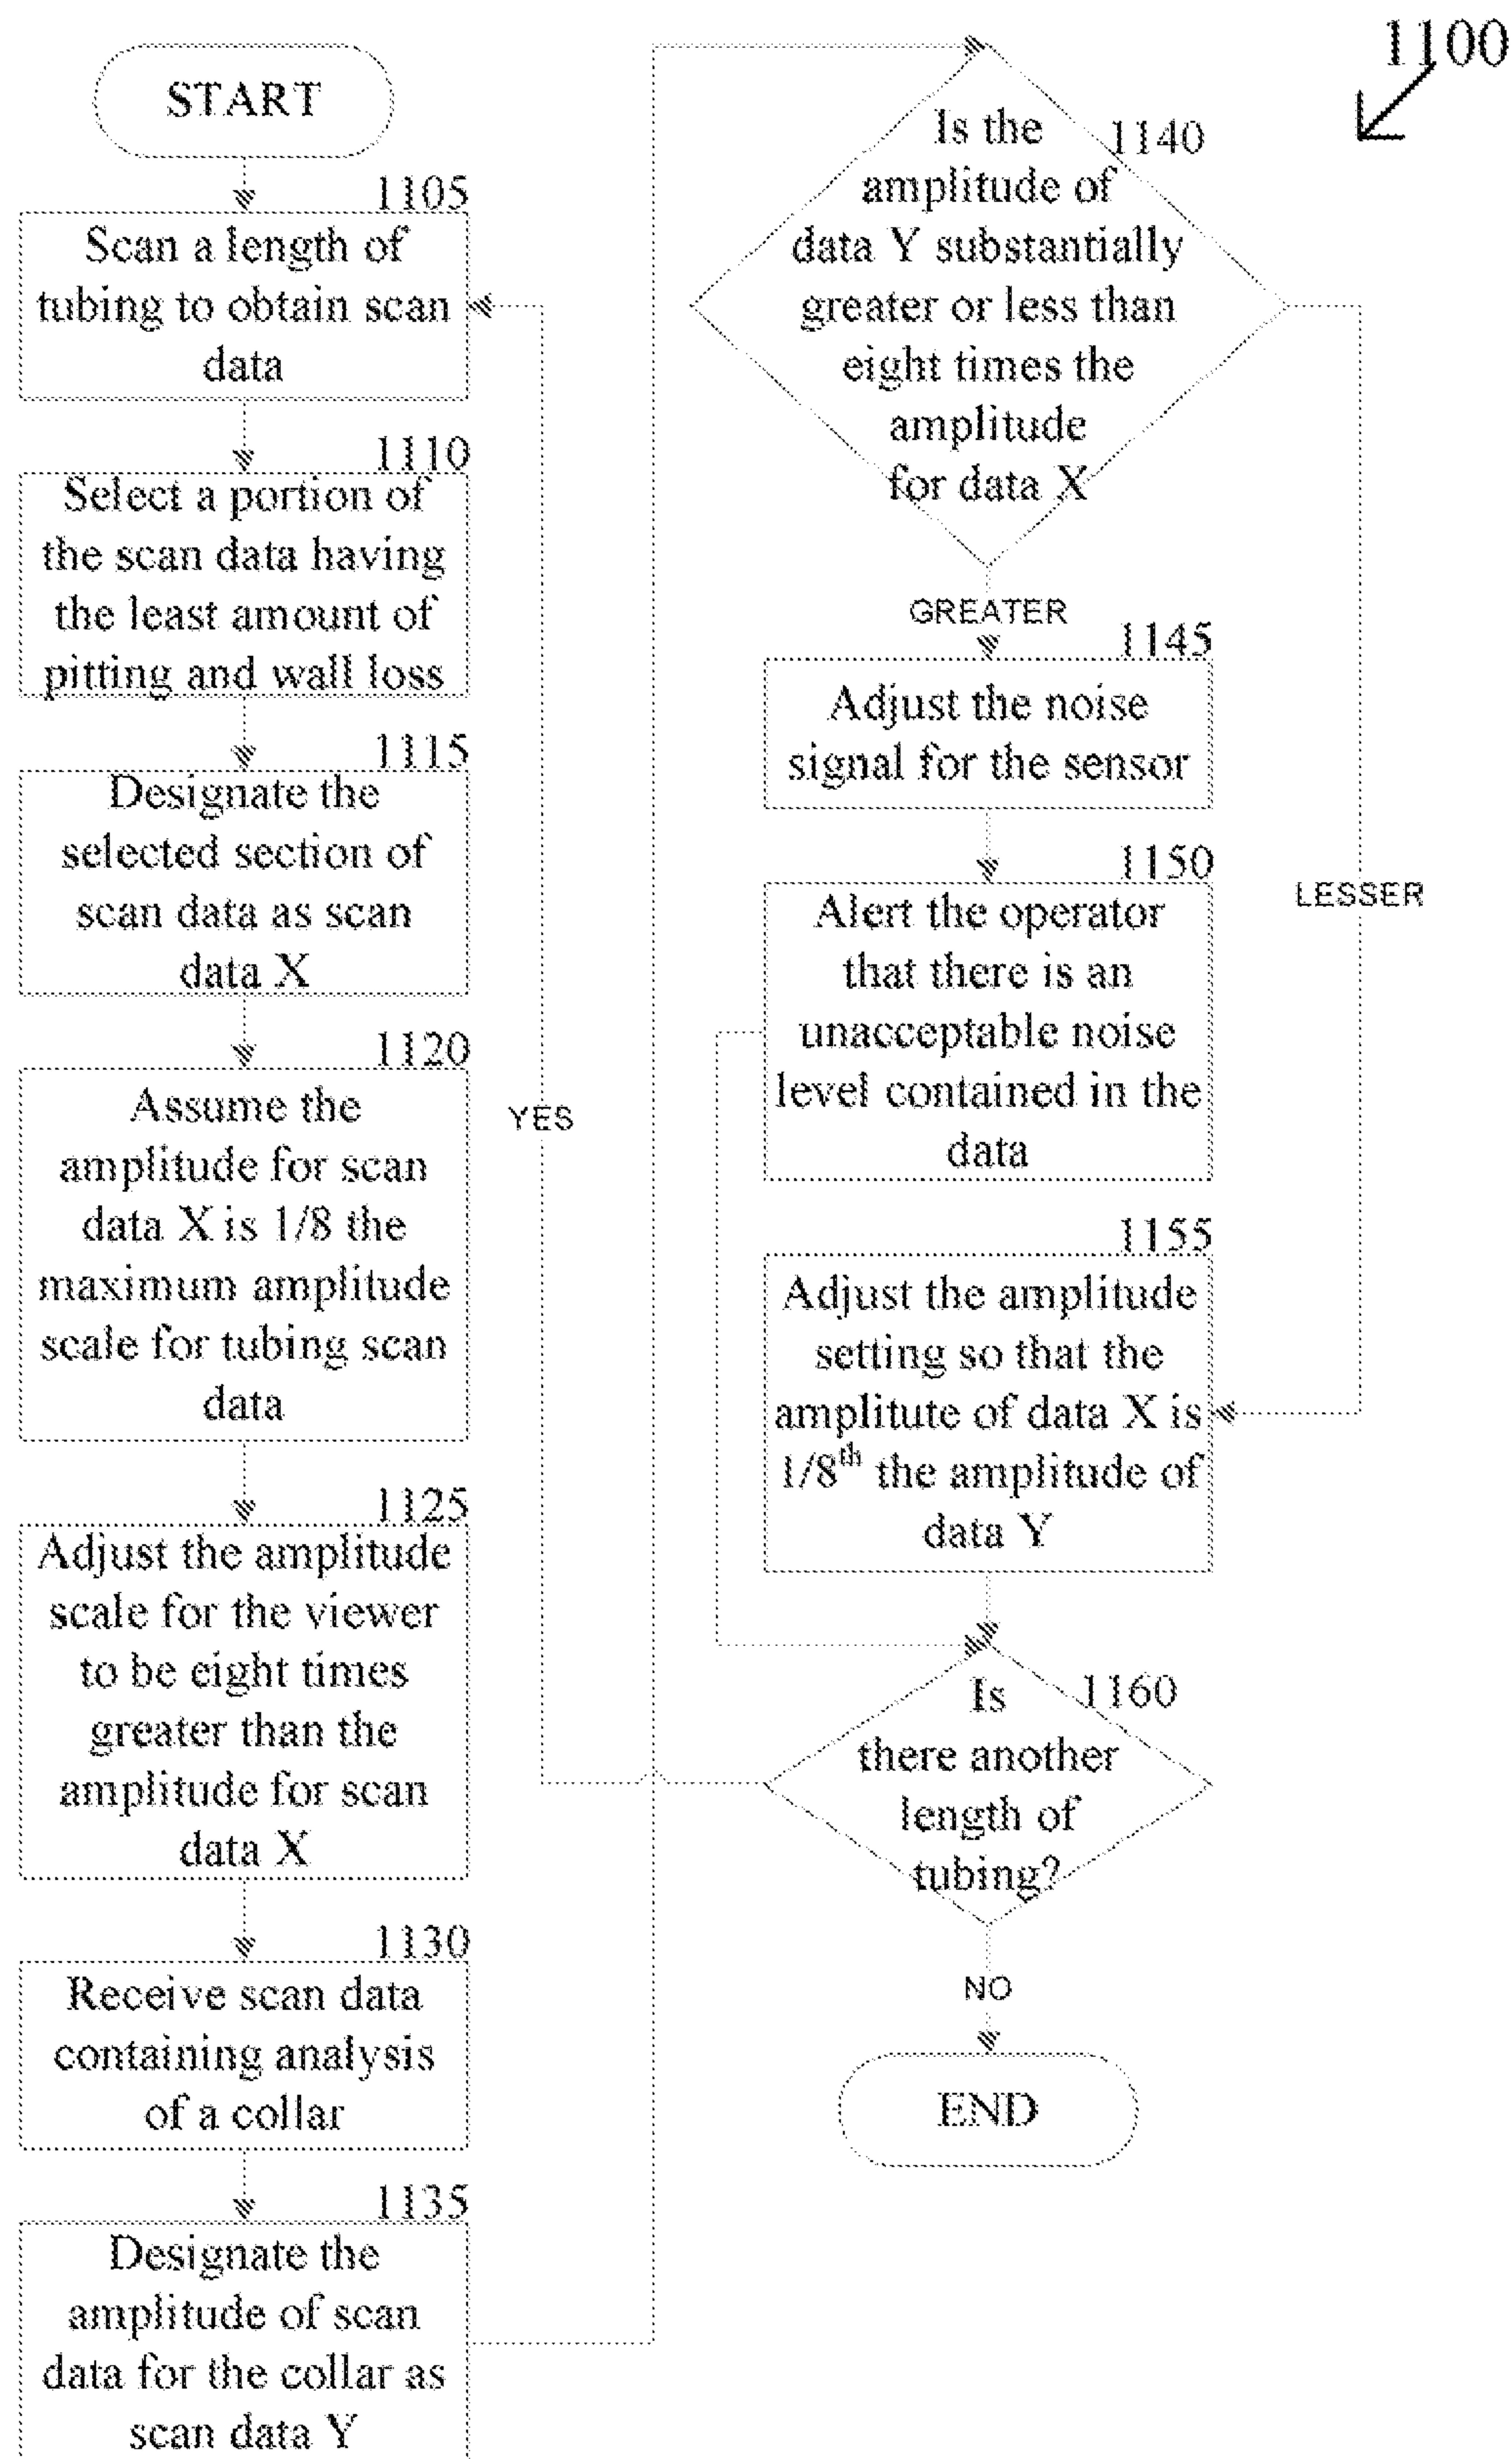 1100
START
1105
Scan a length of
tubing to obtain scan
data
1110
Select a portion of
the scan data having
the least amount of
pitting and wall loss
1115
Designate the
selected section of
scan data as scan
data X
1120
Assume the
amplitude for scan
data X is 1/8 the
maximum amplitude
scale for tubing scan
data
1125
Adjust the amplitude
scale for the viewer
to be eight times
greater than the
amplitude for scan
data X
1130
Receive scan data
containing analysis
of a collar
1135
Designate the
amplitude of scan
data for the collar as
scan data Y
YES
1140
Is the
amplitude of
data Y substantially
greater or less than
eight times the
amplitude
for data X
GREATER
LESSER
1145
Adjust the noise
signal for the sensor
1150
Alert the operator
that there is an
unacceptable noise
level contained in the
data
1155
Adjust the amplitude
setting so that the
amplitute of data X is
1/8th the amplitude of
data Y
1160
Is
there another
length of
tubing?
NO
END